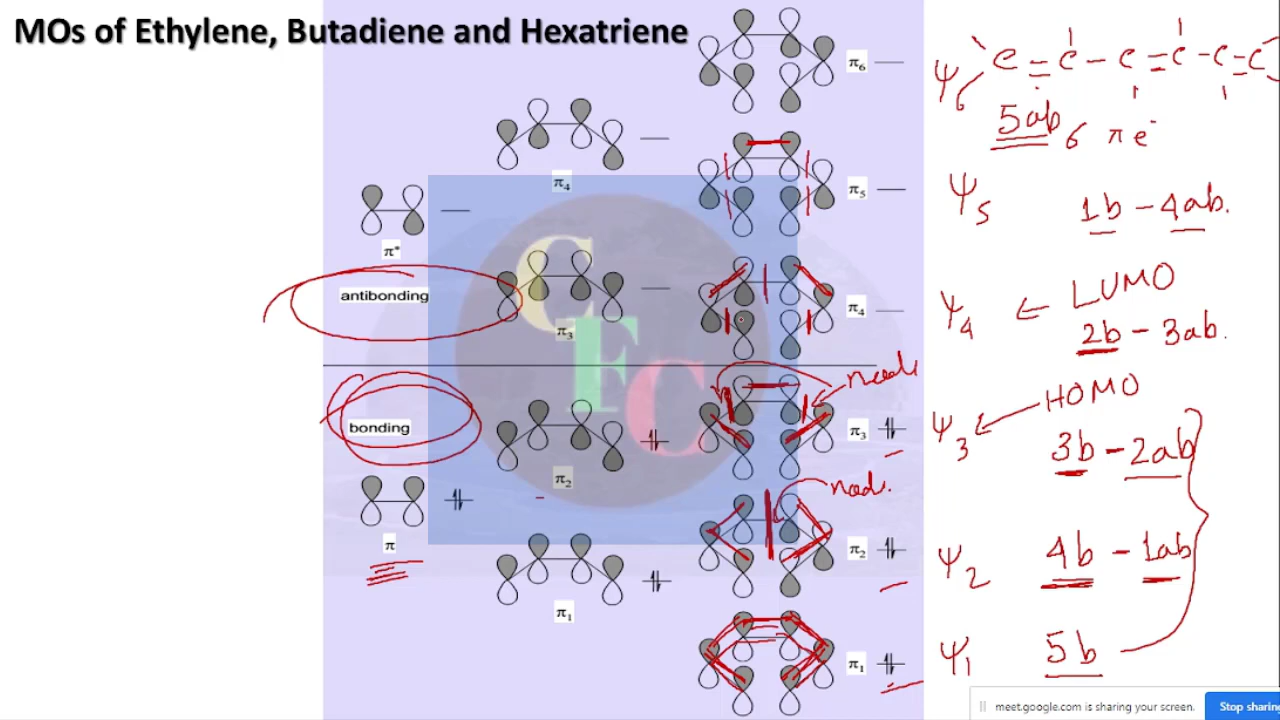 MOs of Ethylene, Butadiene and Hexatriene
π₆
π₄
π₅
π*
antibonding
π₃
π₄
bonding
π₂
π₃
π
π₁
π₂
π₁
C
F
C
node
node
C = C - C = C - C = C
ψ₆
5ab
6 π e⁻
ψ₅ 1b - 4ab.
LUMO
ψ₄ 2b - 3ab.
HOMO
ψ₃ 3b - 2ab
ψ₂ 4b - 1ab
ψ₁ 5b
meet.google.com is sharing your screen.
Stop sharing